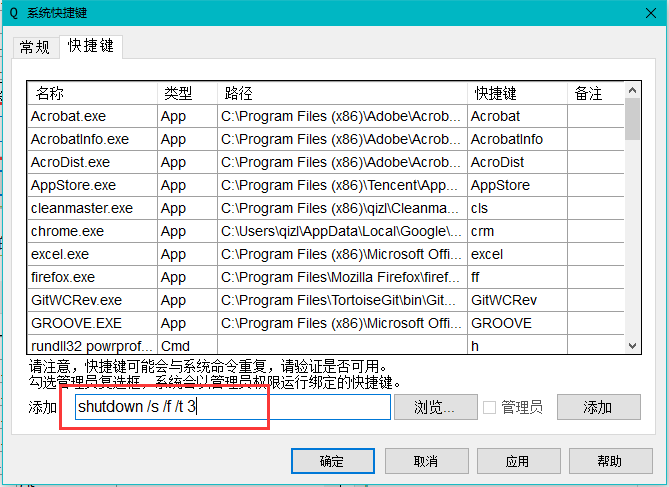 Q 系统快捷键
常规 快捷键
名称 类型 路径 快捷键 备注
Acrobat.exe App C:\Program Files (x86)\Adobe\Acrob... Acrobat
AcrobatInfo.exe App C:\Program Files (x86)\Adobe\Acrob... AcrobatInfo
AcroDist.exe App C:\Program Files (x86)\Adobe\Acrob... AcroDist
AppStore.exe App C:\Program Files (x86)\Tencent\App... AppStore
cleanmaster.exe App C:\Program Files (x86)\qizl\Cleanma... cls
chrome.exe App C:\Users\qizl\AppData\Local\Google\... crm
excel.exe App C:\Program Files (x86)\Microsoft Offi... excel
firefox.exe App C:\Program Files\Mozilla Firefox\firef... ff
GitWCRev.exe App C:\Program Files\TortoiseGit\bin\Git... GitWCRev
GROOVE.EXE App C:\Program Files (x86)\Microsoft Offi... GROOVE
rundll32 powrprof... Cmd h
请注意，快捷键可能会与系统命令重复，请验证是否可用。
勾选管理员复选框，系统会以管理员权限运行绑定的快捷键。
添加 shutdown /s /f /t 3 浏览... 管理员 添加
确定 取消 应用 帮助